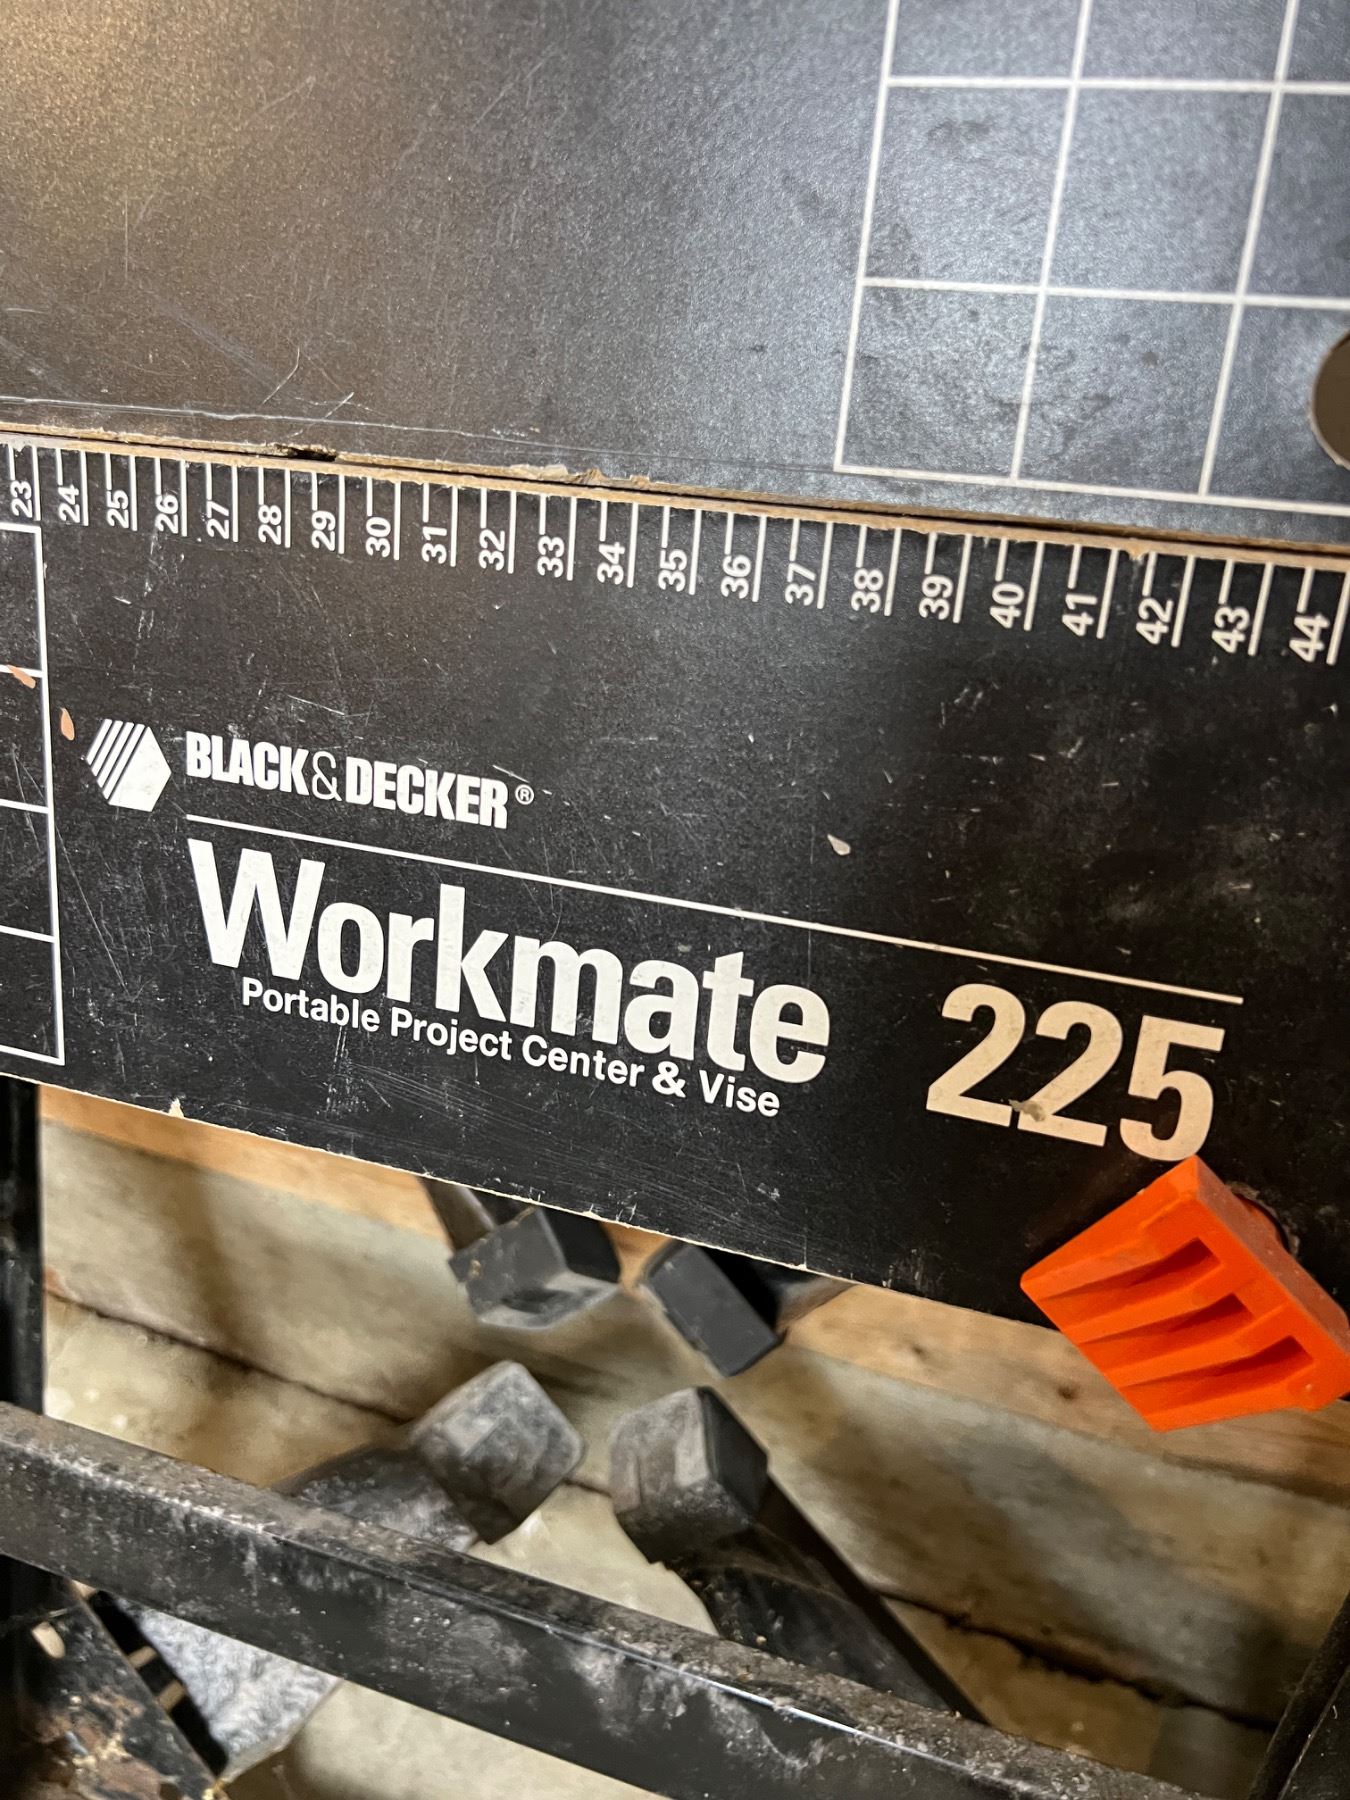 23 24 25 26 27 28 29 30 31 32 33 34 35 36 37 38 39 40 41 42 43 44
BLACK&DECKER®
Workmate 225
Portable Project Center & Vise